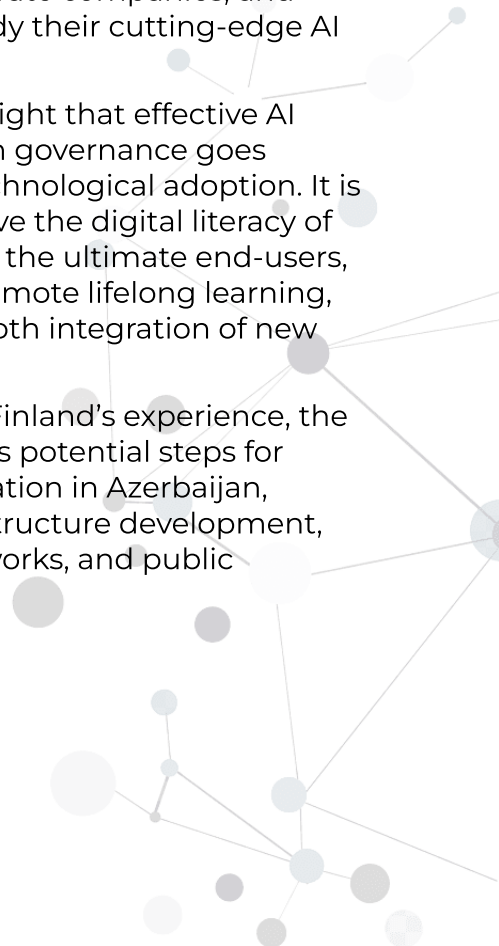 dy their cutting-edge AI
ight that effective AI
n governance goes
chnological adoption. It is
ve the digital literacy of
the ultimate end-users,
mote lifelong learning,
oth integration of new
Finland's experience, the
s potential steps for
ation in Azerbaijan,
tructure development,
works, and public